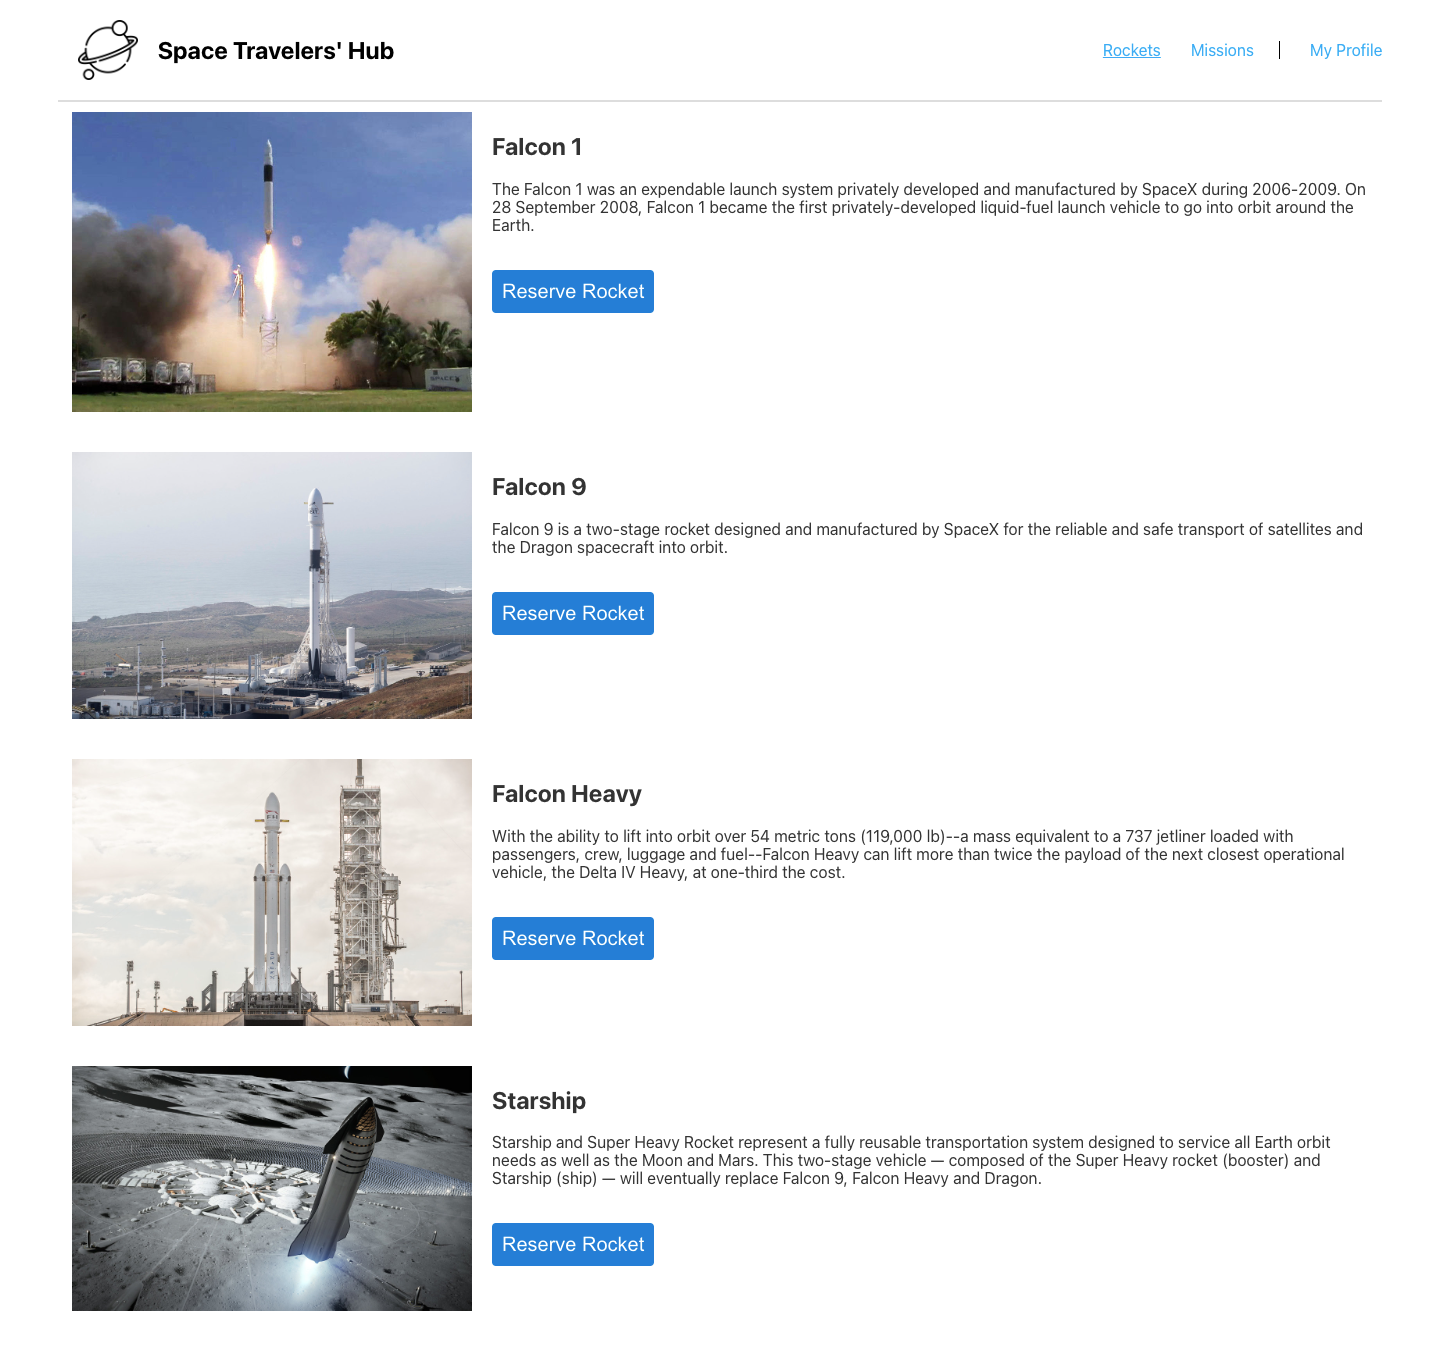 Space Travelers' Hub
Rockets
Missions
My Profile
Falcon 1
The Falcon 1 was an expendable launch system privately developed and manufactured by SpaceX during 2006-2009. On
28 September 2008, Falcon 1 became the first privately-developed liquid-fuel launch vehicle to go into orbit around the
Earth.
Reserve Rocket
SPACEX
Falcon 9
Falcon 9 is a two-stage rocket designed and manufactured by SpaceX for the reliable and safe transport of satellites and
the Dragon spacecraft into orbit.
Reserve Rocket
Falcon Heavy
With the ability to lift into orbit over 54 metric tons (119,000 lb)--a mass equivalent to a 737 jetliner loaded with
passengers, crew, luggage and fuel--Falcon Heavy can lift more than twice the payload of the next closest operational
vehicle, the Delta IV Heavy, at one-third the cost.
Reserve Rocket
Starship
Starship and Super Heavy Rocket represent a fully reusable transportation system designed to service all Earth orbit
needs as well as the Moon and Mars. This two-stage vehicle — composed of the Super Heavy rocket (booster) and
Starship (ship) — will eventually replace Falcon 9, Falcon Heavy and Dragon.
Reserve Rocket